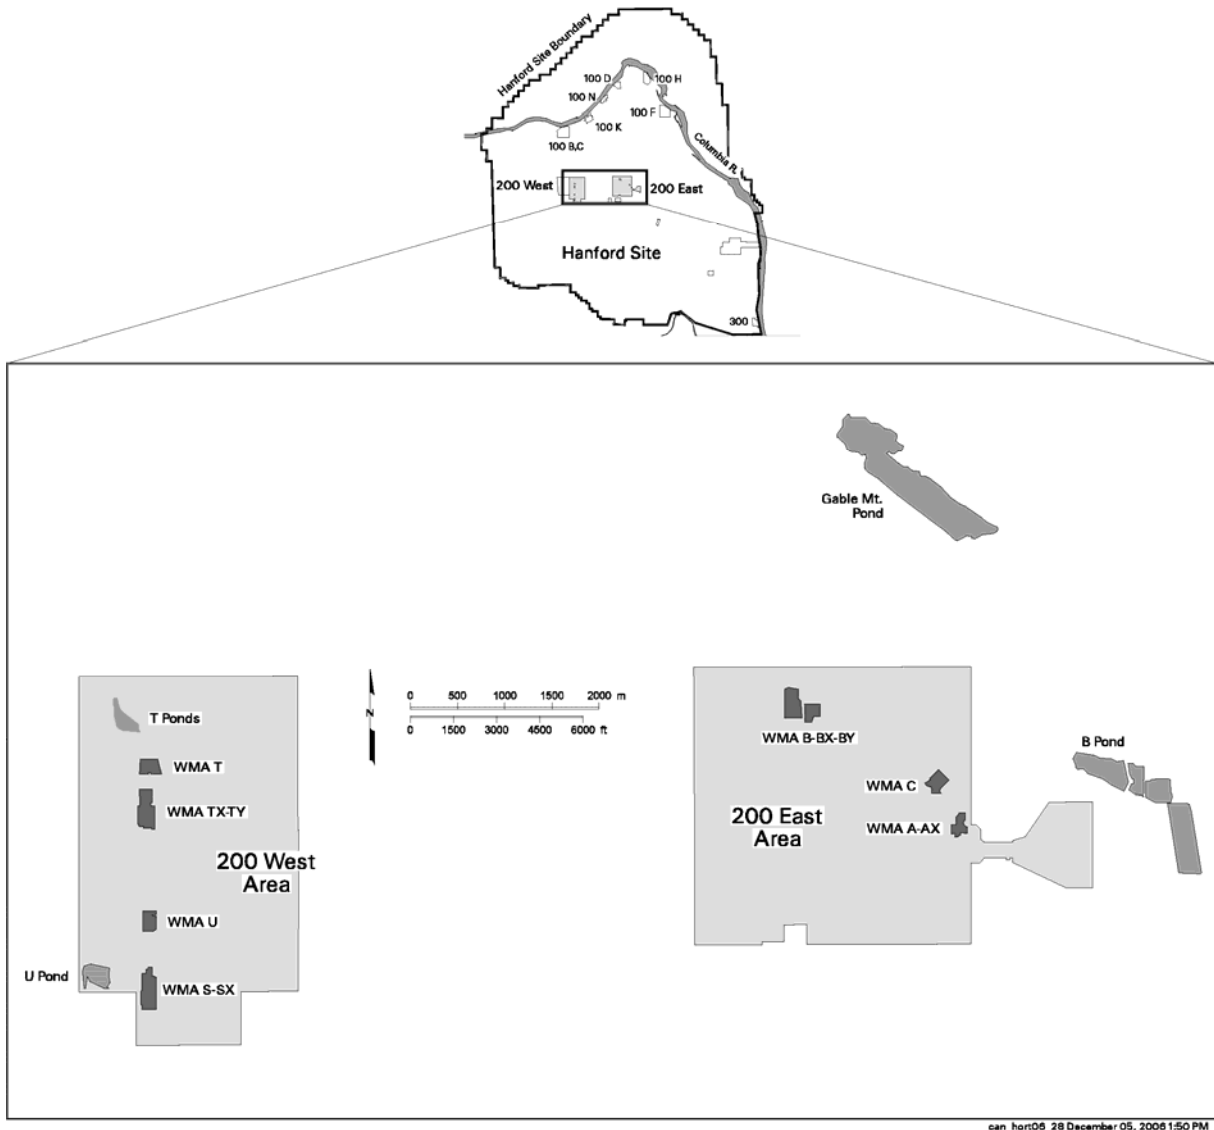 Hanford Site Boundary
100 D
100 H
100 N
100 F
100 K
100 B,C
Columbia R.
200 West
200 East
Hanford Site
300
Gable Mt.
Pond
N
0 500 1000 1500 2000 m
0 1500 3000 4500 6000 ft
T Ponds
WMA T
WMA TX-TY
200 West
Area
WMA U
U Pond
WMA S-SX
WMA B-BX-BY
B Pond
WMA C
200 East
Area
WMA A-AX
can_hort06_28 December 05, 2006 1:50 PM